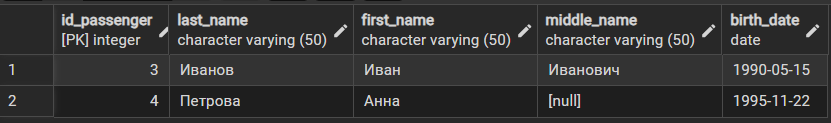 id_passenger last_name first_name middle_name birth_date
[PK] integer character varying (50) character varying (50) character varying (50) date
1 3 Иванов Иван Иванович 1990-05-15
2 4 Петрова Анна [null] 1995-11-22